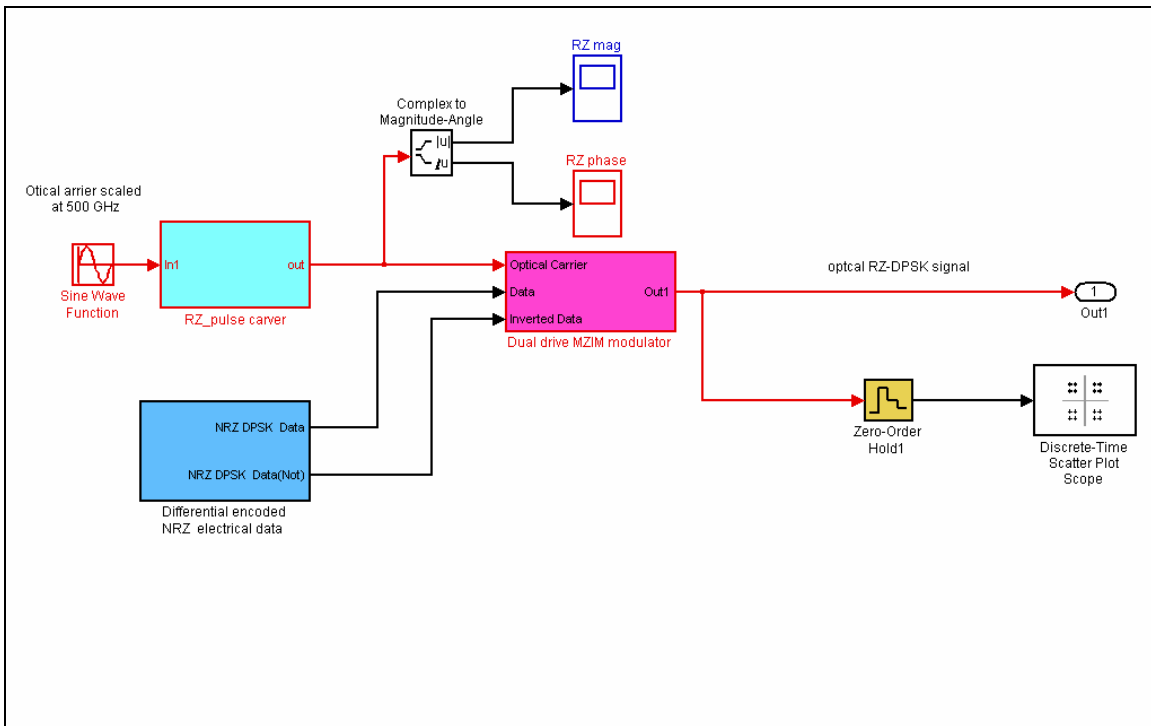 RZ mag
Complex to
Magnitude-Angle
|u|
∠u
RZ phase
Otical arrier scaled
at 500 GHz
In1
out
Sine Wave
Function
RZ_pulse carver
Optical Carrier
Data
Inverted Data
Out1
Dual drive MZIM modulator
optcal RZ-DPSK signal
1
Out1
NRZ DPSK Data
NRZ DPSK Data(Not)
Differential encoded
NRZ electrical data
Zero-Order
Hold1
Discrete-Time
Scatter Plot
Scope